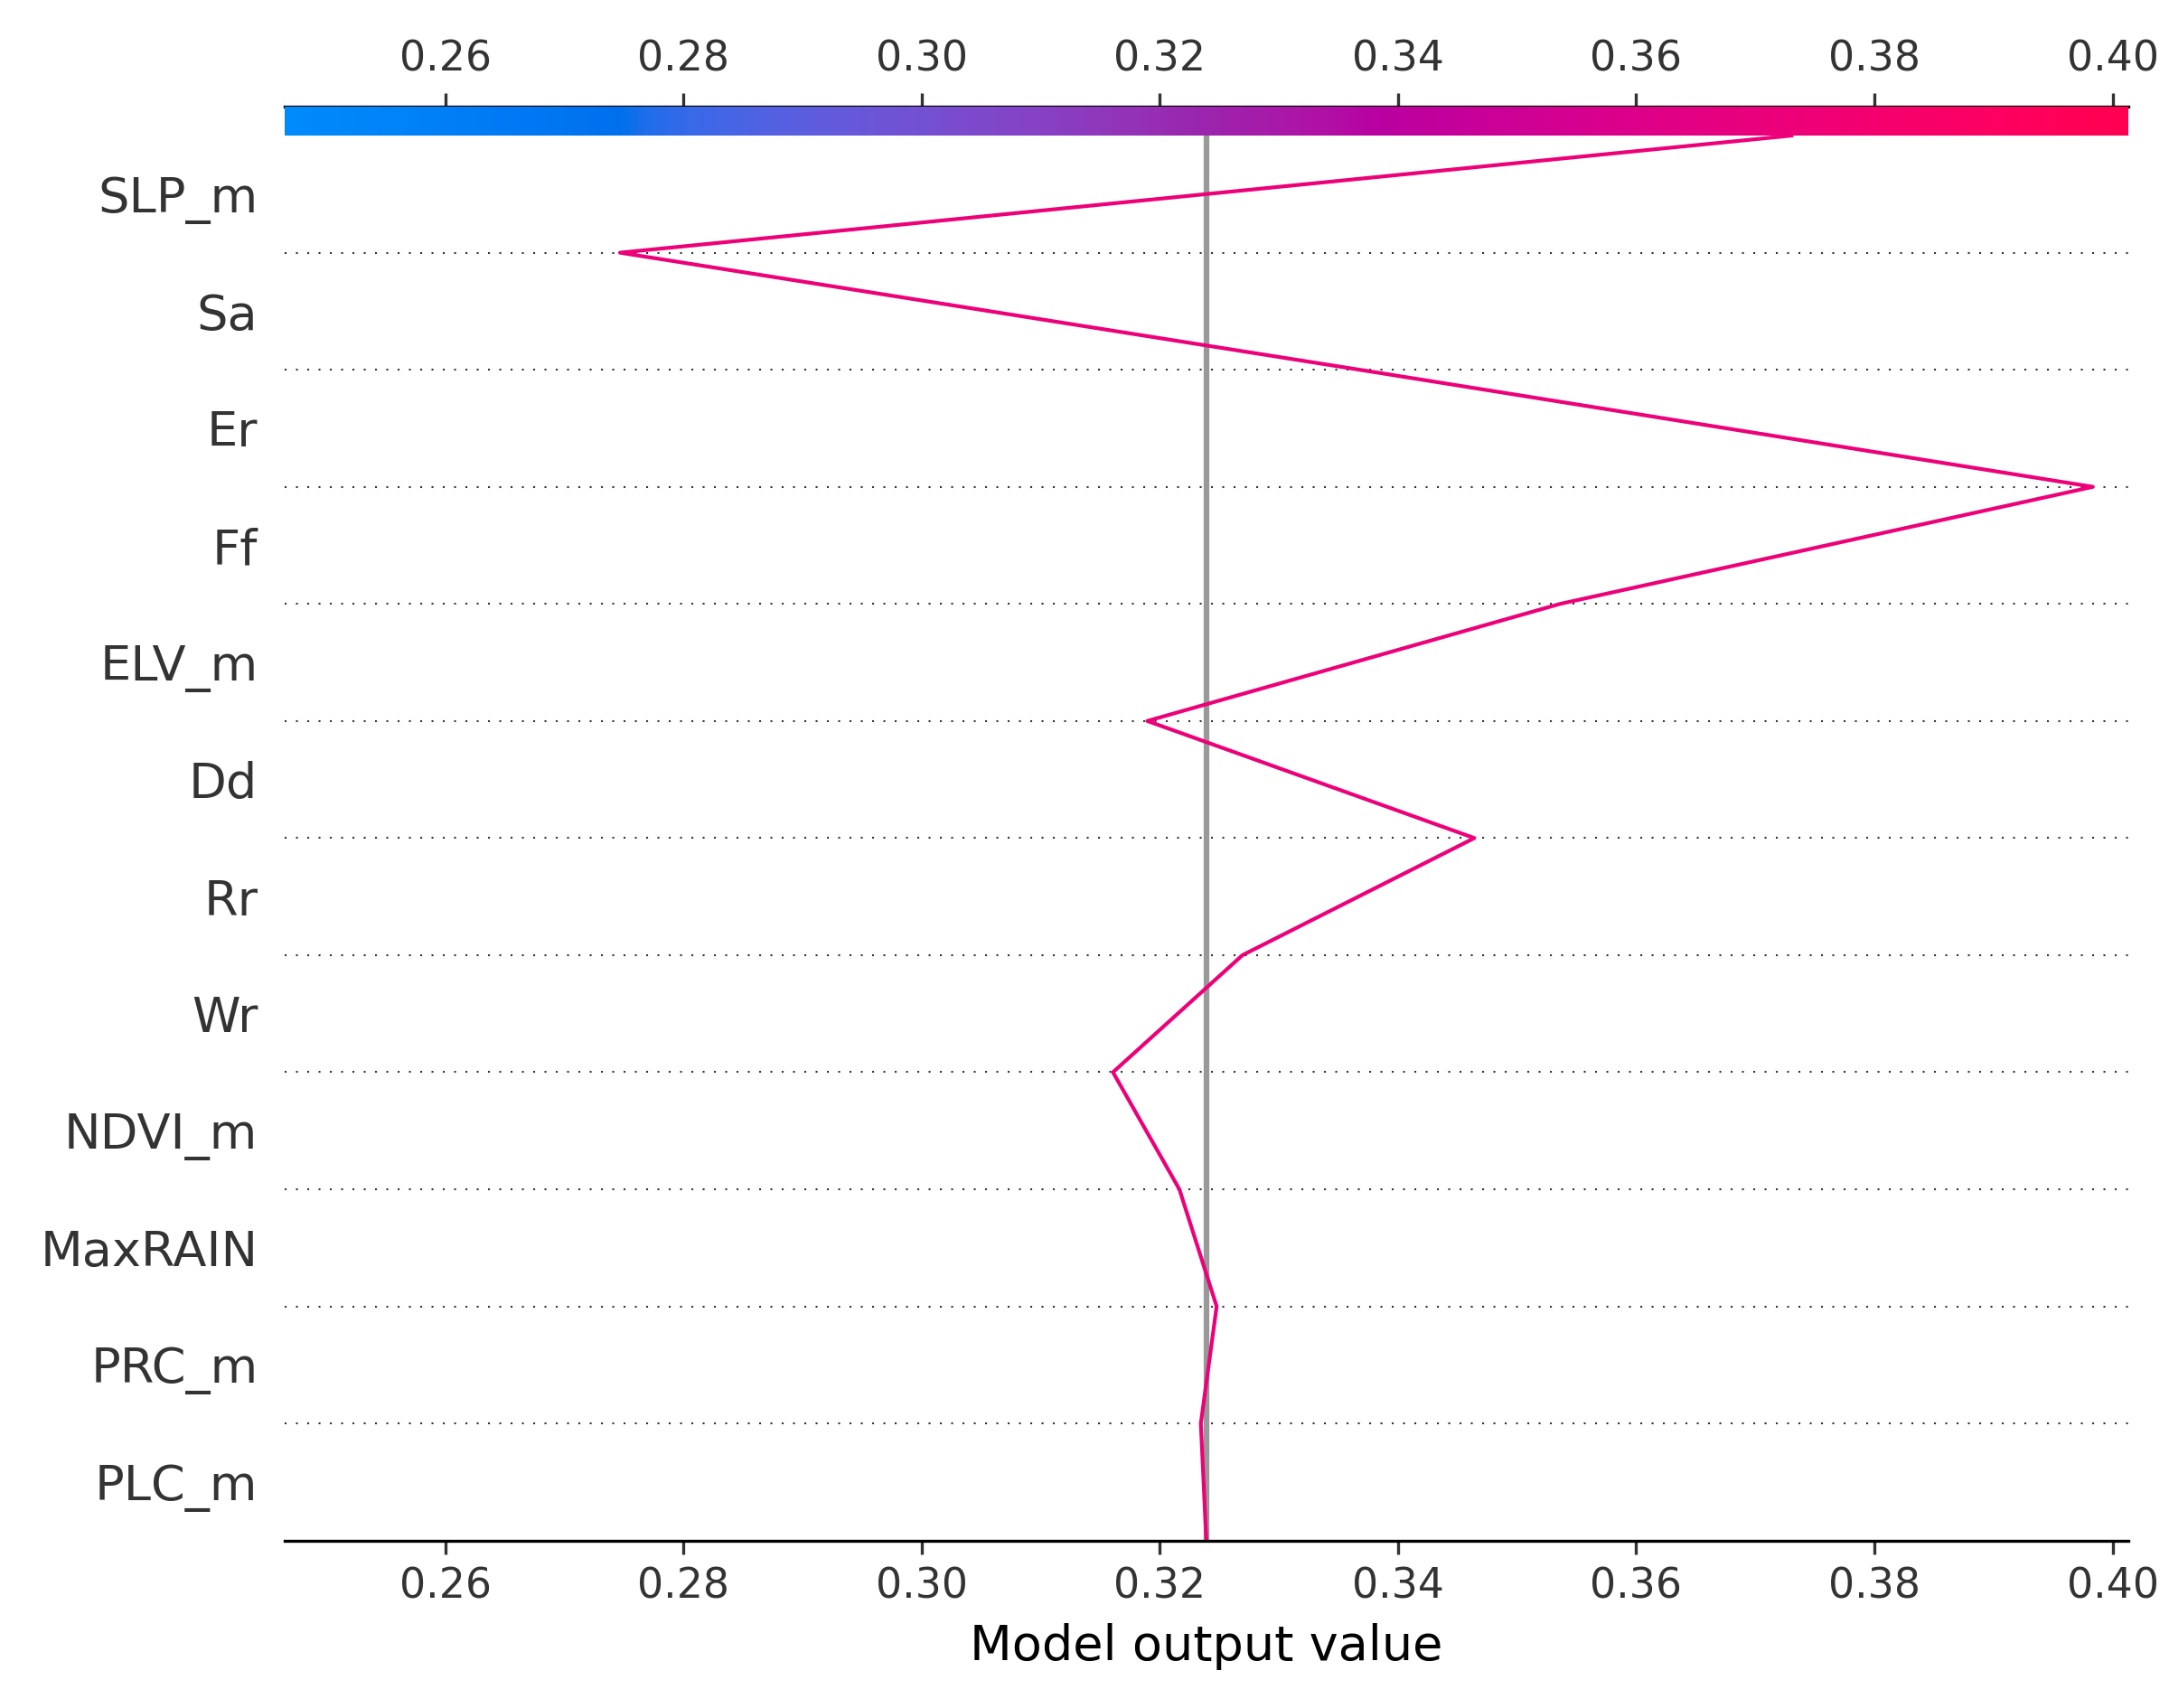 0.26 0.28 0.30 0.32 0.34 0.36 0.38 0.40
SLP_m
Sa
Er
Ff
ELV_m
Dd
Rr
Wr
NDVI_m
MaxRAIN
PRC_m
PLC_m
0.26 0.28 0.30 0.32 0.34 0.36 0.38 0.40
Model output value